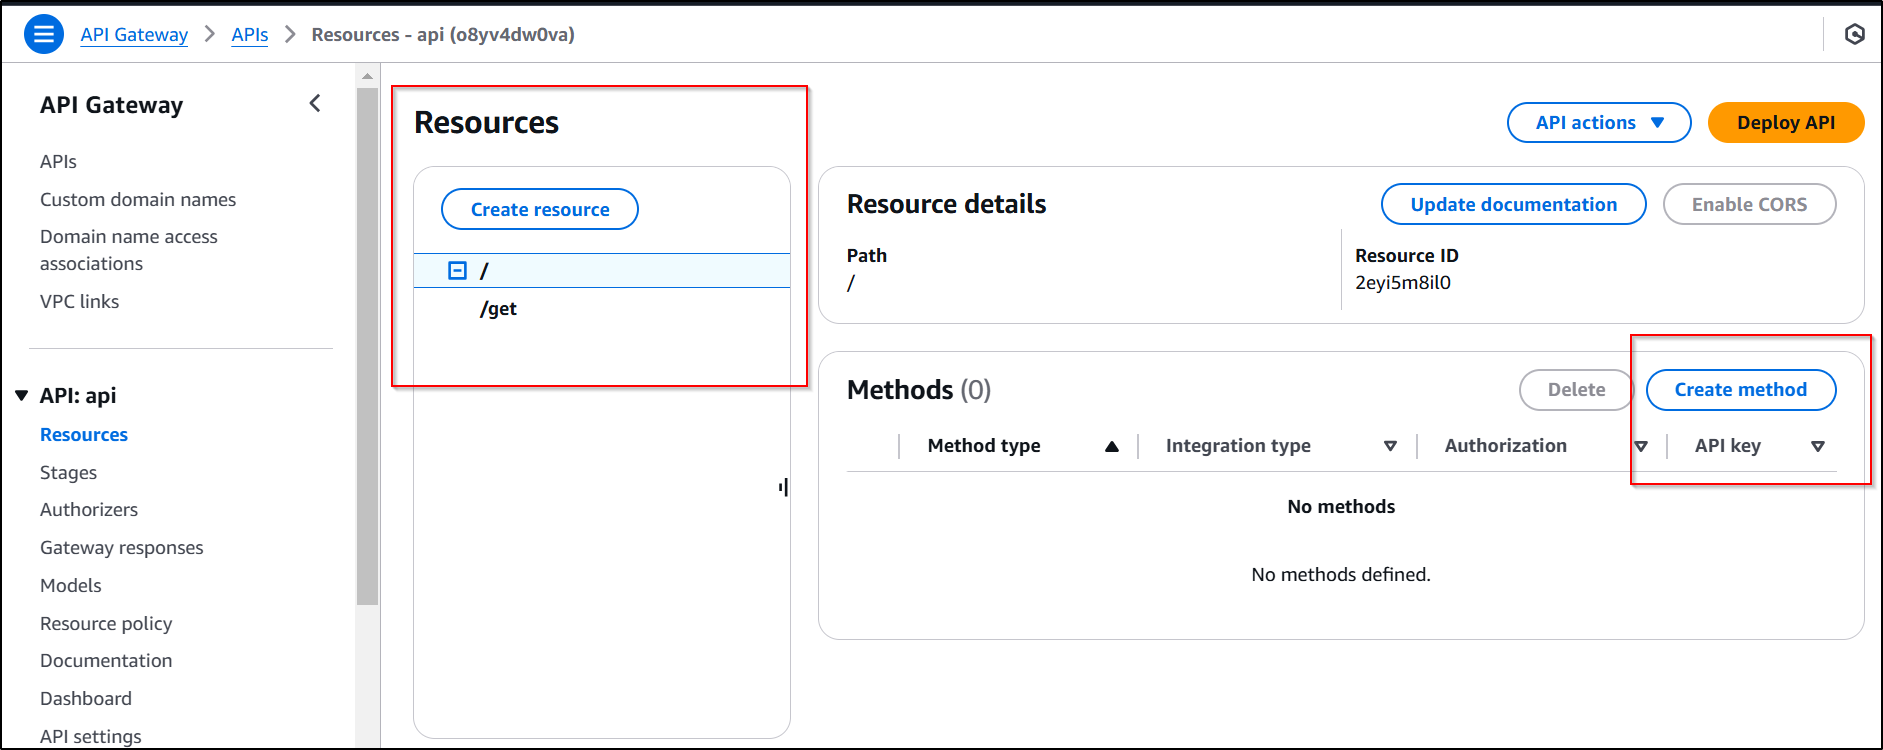 API Gateway > APIs > Resources - api (o8yv4dw0va)
API Gateway
APIs
Custom domain names
Domain name access
associations
VPC links
API: api
Resources
Stages
Authorizers
Gateway responses
Models
Resource policy
Documentation
Dashboard
API settings
Resources
API actions
Deploy API
Create resource
/
/get
Resource details
Update documentation
Enable CORS
Path
/
Resource ID
2eyi5m8il0
Methods (0)
Delete
Create method
Method type
Integration type
Authorization
API key
No methods
No methods defined.